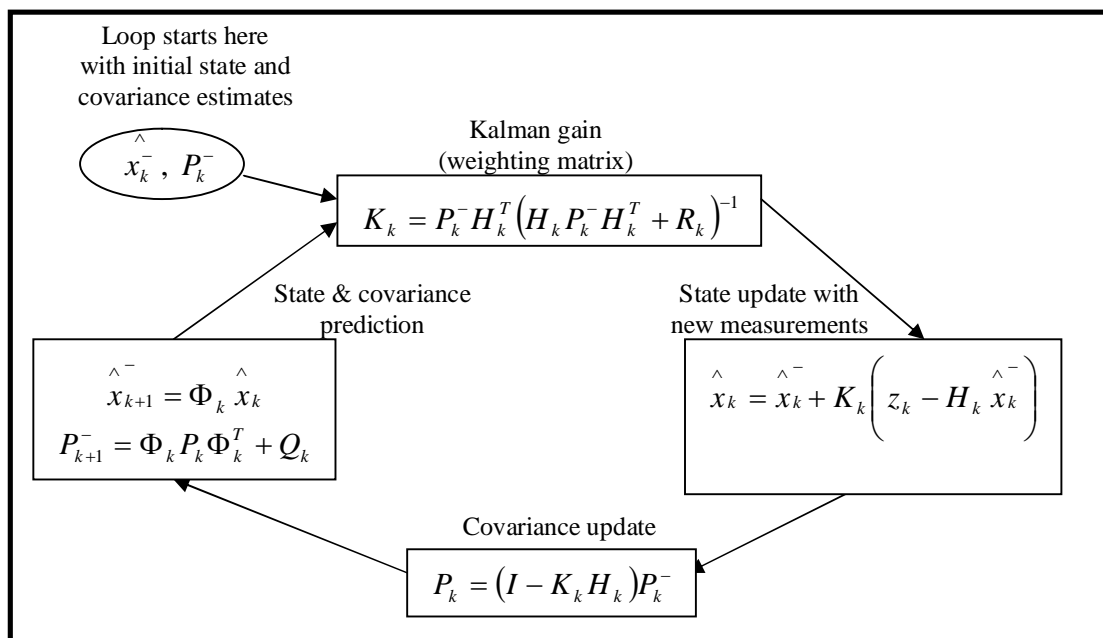 Loop starts here
with initial state and
covariance estimates
x̂ₖ⁻ , Pₖ⁻
Kalman gain
(weighting matrix)
Kₖ = Pₖ⁻Hₖᵀ(HₖPₖ⁻Hₖᵀ + Rₖ)⁻¹
State update with
new measurements
x̂ₖ = x̂ₖ⁻ + Kₖ(zₖ − Hₖ x̂ₖ⁻)
Covariance update
Pₖ = (I − KₖHₖ)Pₖ⁻
State & covariance
prediction
x̂ₖ₊₁⁻ = Φₖ x̂ₖ
Pₖ₊₁⁻ = ΦₖPₖΦₖᵀ + Qₖ